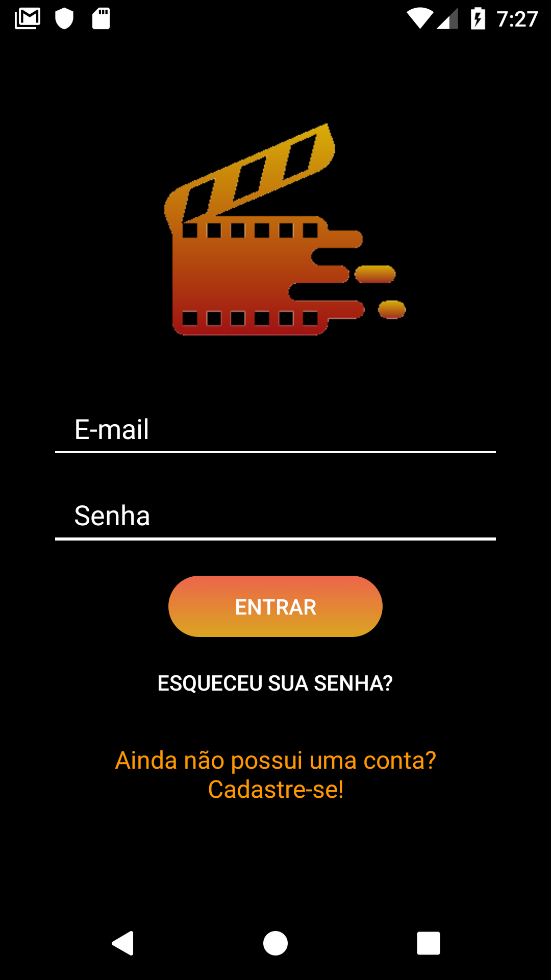 7:27
E-mail
Senha
ENTRAR
ESQUECEU SUA SENHA?
Ainda não possui uma conta?
Cadastre-se!